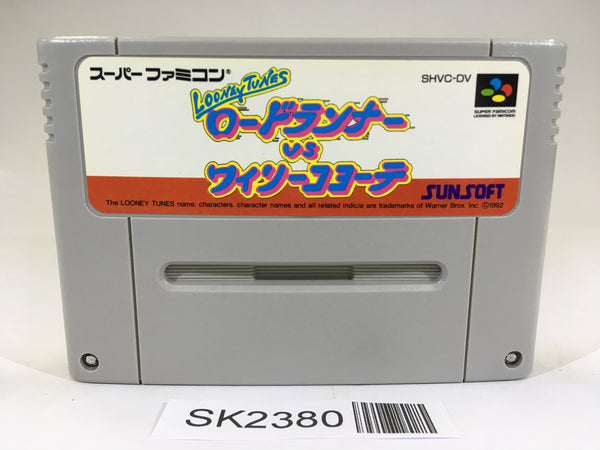 スーパーファミコン®
SHVC-DV
LOONEY TUNES
ロードランナー
VS
ワイリーコヨーテ
SUPER FAMICOM
LICENSED BY NINTENDO
SUNSOFT
The LOONEY TUNES name, characters, character names and all related indicia are trademarks of Warner Bros. Inc. ©1992
SK2380